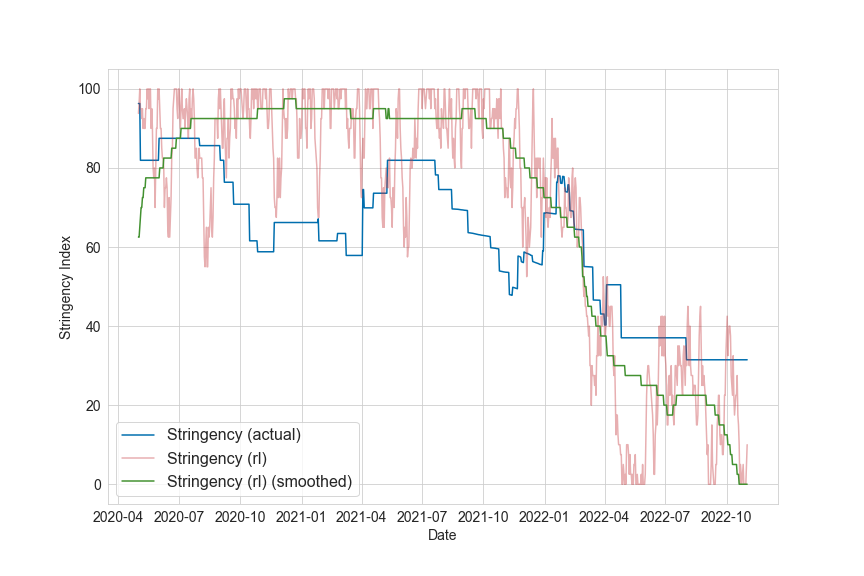 100
80
60
40
20
0
Stringency Index
Stringency (actual)
Stringency (rl)
Stringency (rl) (smoothed)
2020-04 2020-07 2020-10 2021-01 2021-04 2021-07 2021-10 2022-01 2022-04 2022-07 2022-10
Date